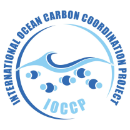 INTERNATIONAL OCEAN CARBON COORDINATION PROJECT
IOCCP